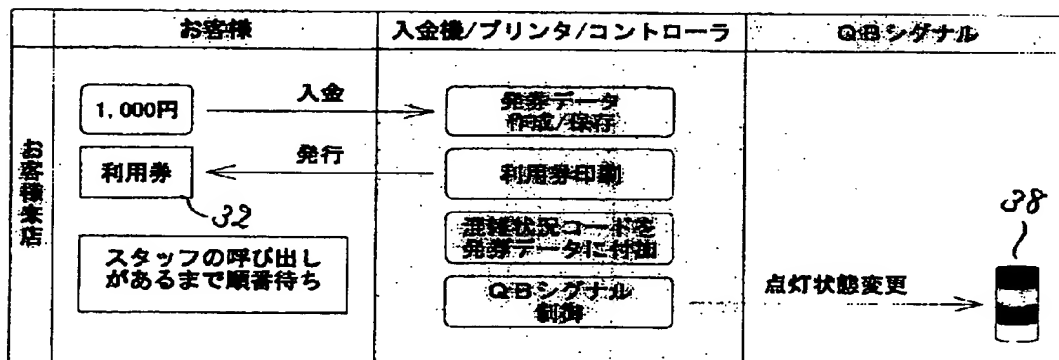 お客様
入金機/プリンタ/コントローラ
QBシグナル
お客様来店
1,000円
入金
発券データ
作成/保存
利用券
発行
利用券印刷
32
混雑状況コードを
発券データに付加
スタッフの呼び出し
があるまで順番待ち
QBシグナル
制御
点灯状態変更
38